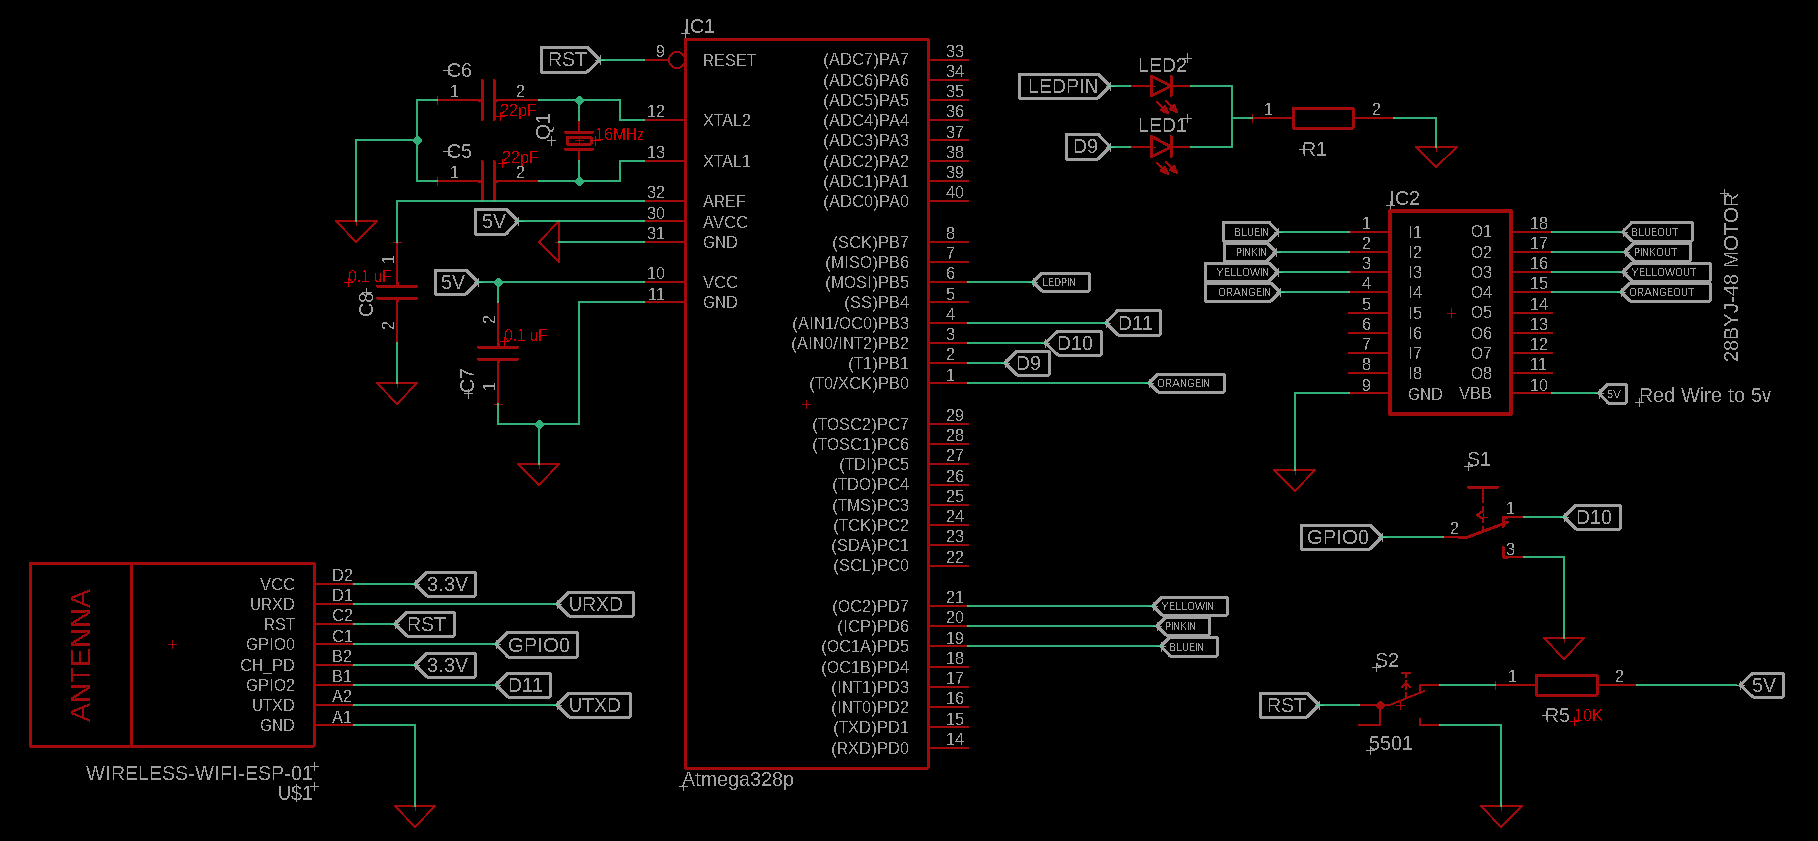 IC1
RST
9
RESET
C6
1
2
22pF
Q1
16MHz
12
XTAL2
C5
1
2
22pF
13
XTAL1
32
AREF
5V
30
AVCC
31
GND
5V
10
VCC
11
GND
1
0.1 uF
C8
2
2
0.1 uF
C7
1
(ADC7)PA7
33
(ADC6)PA6
34
(ADC5)PA5
35
(ADC4)PA4
36
(ADC3)PA3
37
(ADC2)PA2
38
(ADC1)PA1
39
(ADC0)PA0
40
(SCK)PB7
8
(MISO)PB6
7
(MOSI)PB5
6
LEDPIN
(SS)PB4
5
(AIN1/OC0)PB3
4
D11
(AIN0/INT2)PB2
3
D10
(T1)PB1
2
D9
(T0/XCK)PB0
1
ORANGEIN
(TOSC2)PC7
29
(TOSC1)PC6
28
(TDI)PC5
27
(TDO)PC4
26
(TMS)PC3
25
(TCK)PC2
24
(SDA)PC1
23
(SCL)PC0
22
(OC2)PD7
21
YELLOWIN
(ICP)PD6
20
PINKIN
(OC1A)PD5
19
BLUEIN
(OC1B)PD4
18
(INT1)PD3
17
(INT0)PD2
16
(TXD)PD1
15
(RXD)PD0
14
Atmega328p
LEDPIN
LED2
D9
LED1
1
2
R1
IC2
BLUEIN
1
I1
O1
18
BLUEOUT
PINKIN
2
I2
O2
17
PINKOUT
YELLOWIN
3
I3
O3
16
YELLOWOUT
ORANGEIN
4
I4
O4
15
ORANGEOUT
5
I5
O5
14
6
I6
O6
13
7
I7
O7
12
8
I8
O8
11
9
GND
VBB
10
5V
Red Wire to 5v
28BYJ-48 MOTOR
S1
GPIO0
2
1
D10
3
S2
RST
5501
1
2
R5
10K
5V
ANTENNA
VCC
D2
3.3V
URXD
D1
URXD
RST
C2
RST
GPIO0
C1
GPIO0
CH_PD
B2
3.3V
GPIO2
B1
D11
UTXD
A2
UTXD
GND
A1
WIRELESS-WIFI-ESP-01
U$1